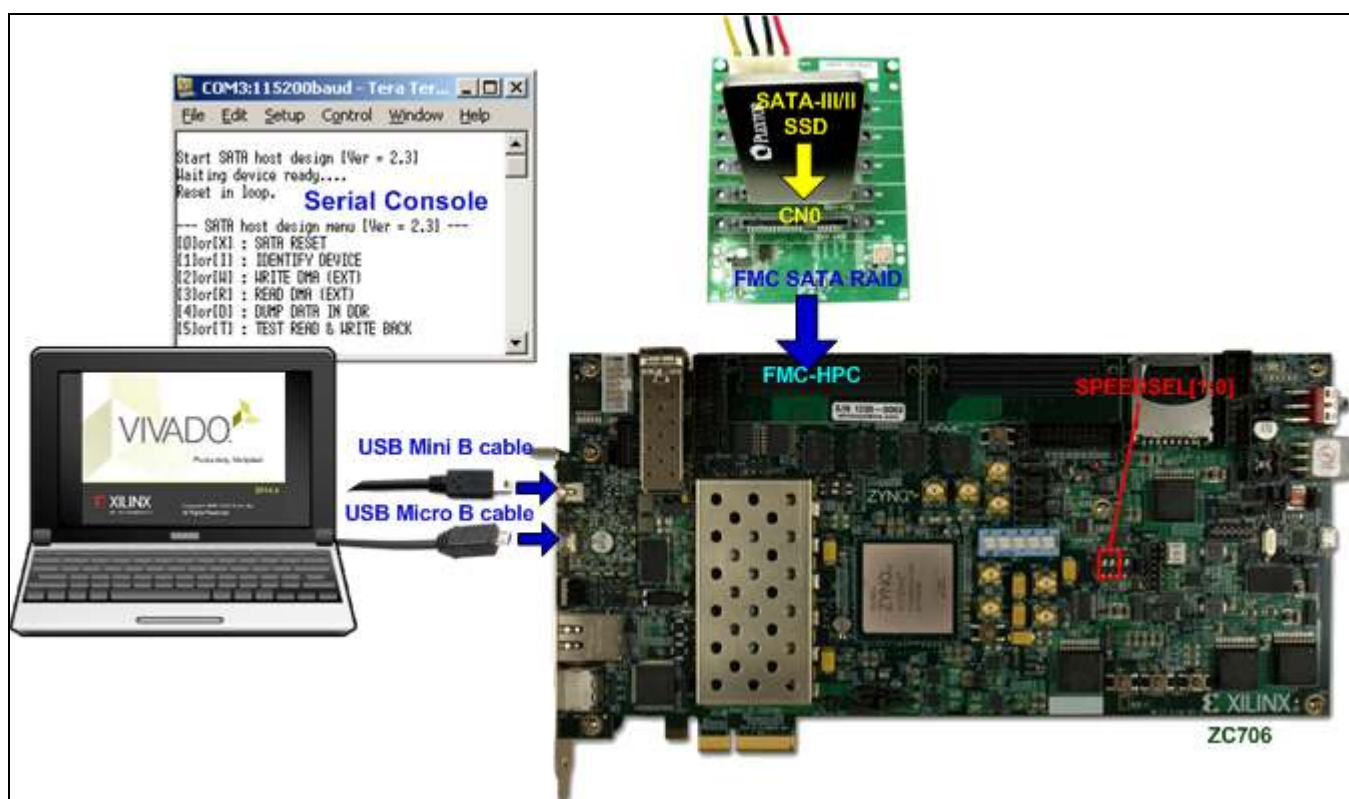 COM3:115200baud - Tera Ter...
File Edit Setup Control Window Help
Start SATA host design [Ver = 2.3]
Waiting device ready....
Reset in loop.
Serial Console
--- SATA host design menu [Ver = 2.3] ---
[0]or[X] : SATA RESET
[1]or[I] : IDENTIFY DEVICE
[2]or[W] : WRITE DMA (EXT)
[3]or[R] : READ DMA (EXT)
[4]or[D] : DUMP DATA IN DDR
[5]or[T] : TEST READ & WRITE BACK
SATA-III/II
SSD
PLEXTOR
CN0
FMC SATA RAID
FMC-HPC
SPEEDSEL[1:0]
VIVADO
XILINX
USB Mini B cable
USB Micro B cable
ZYNQ
ZYNQ
XILINX
ZC706